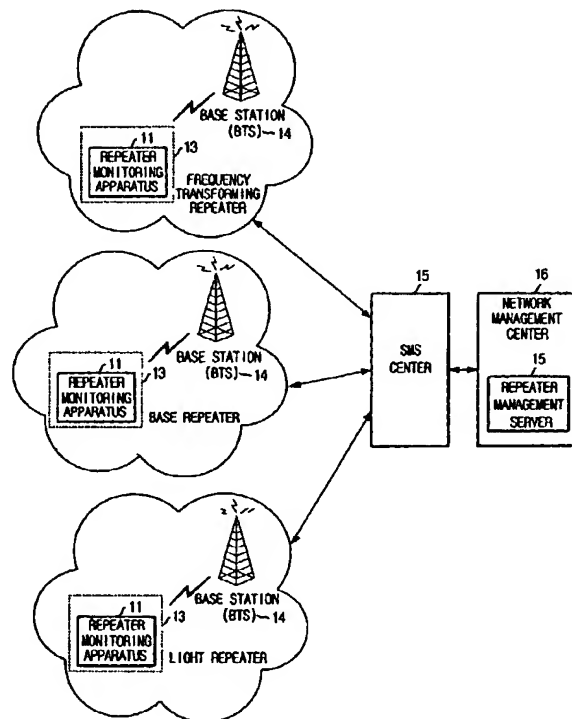 BASE STATION
(BTS)
14
11
13
REPEATER
MONITORING
APPARATUS
FREQUENCY
TRANSFORMING
REPEATER
BASE STATION
(BTS)
14
11
13
REPEATER
MONITORING
APPARATUS
BASE REPEATER
BASE STATION
(BTS)
14
11
13
REPEATER
MONITORING
APPARATUS
LIGHT REPEATER
15
SMS
CENTER
16
NETWORK
MANAGEMENT
CENTER
15
REPEATER
MANAGEMENT
SERVER